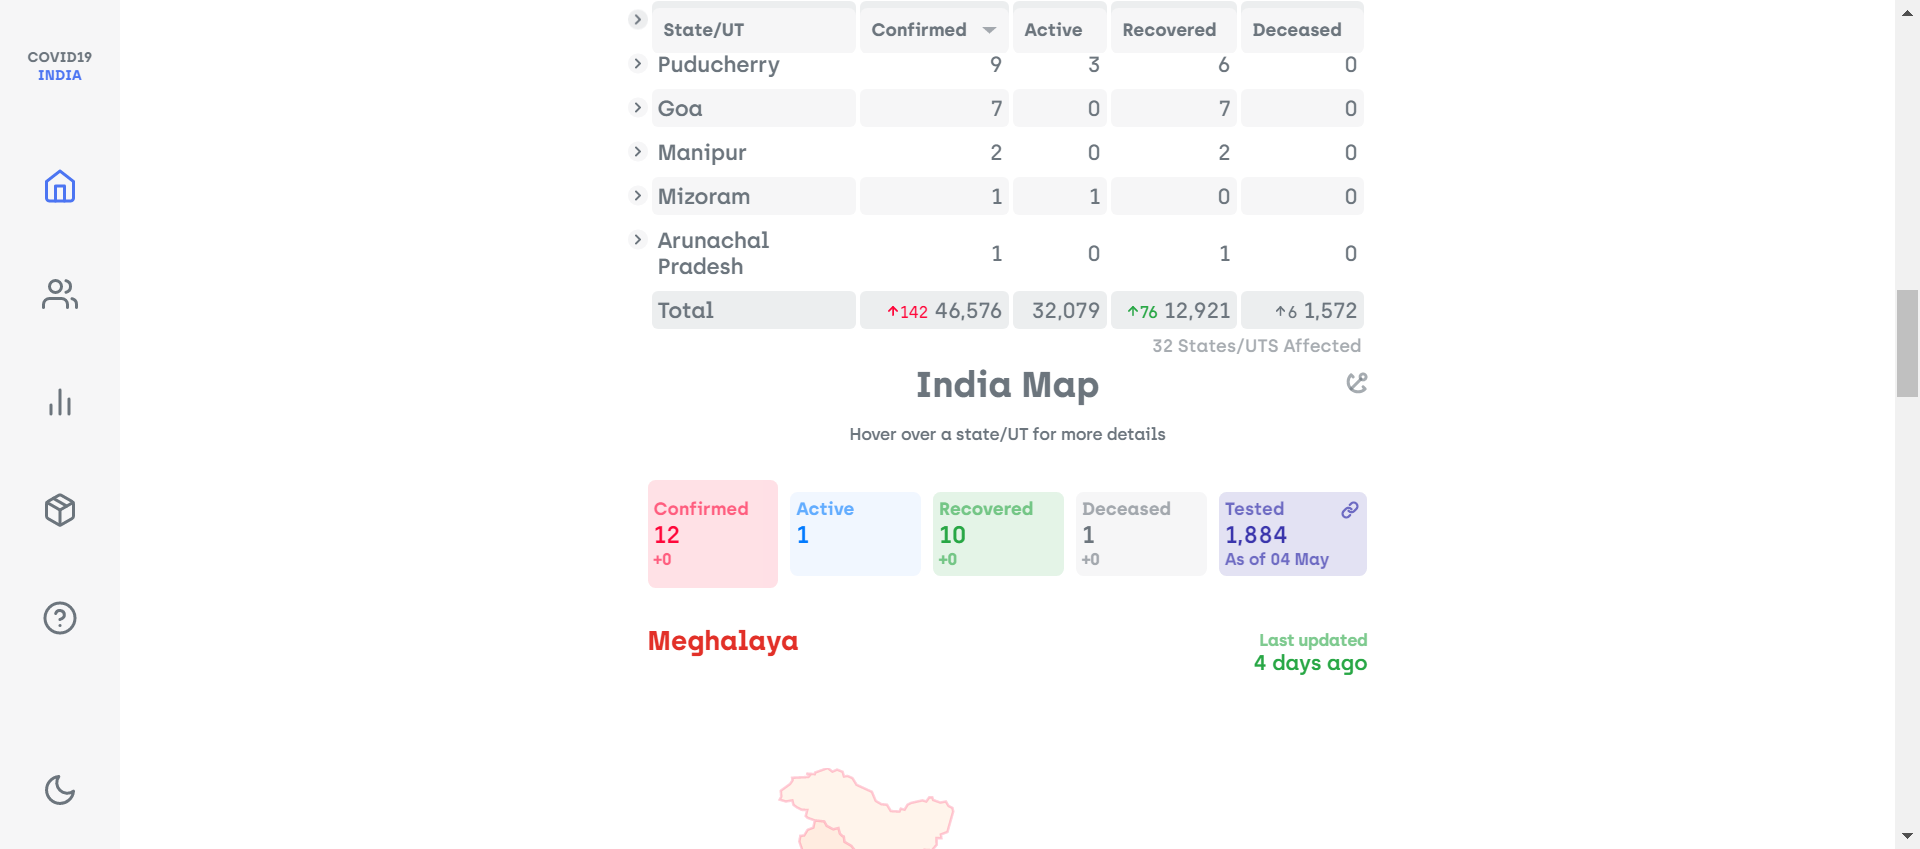 COVID19
INDIA
State/UT Confirmed Active Recovered Deceased
Puducherry 9 3 6 0
Goa 7 0 7 0
Manipur 2 0 2 0
Mizoram 1 1 0 0
Arunachal
Pradesh 1 0 1 0
Total ↑142 46,576 32,079 ↑76 12,921 ↑6 1,572
32 States/UTS Affected
India Map
Hover over a state/UT for more details
Confirmed Active Recovered Deceased Tested
12 1 10 1 1,884
+0 +0 +0 As of 04 May
Meghalaya
Last updated
4 days ago